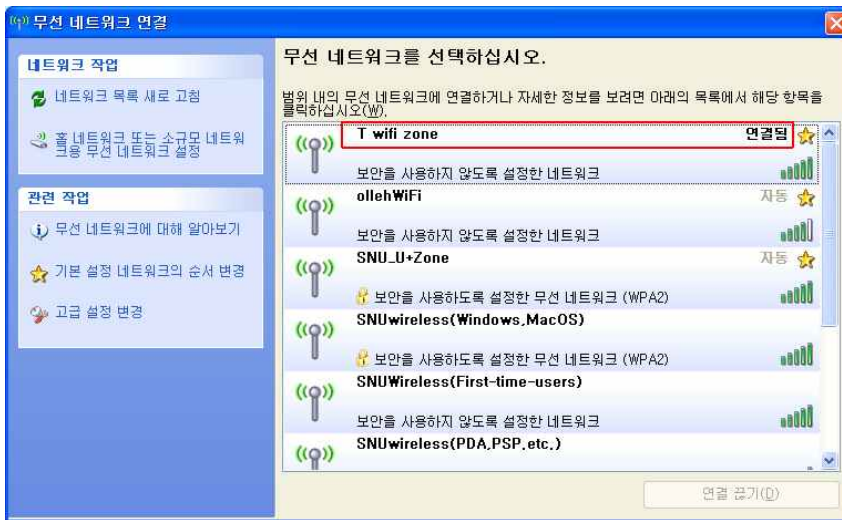 무선 네트워크 연결
네트워크 작업
네트워크 목록 새로 고침
홈 네트워크 또는 소규모 네트워
크용 무선 네트워크 설정
관련 작업
무선 네트워크에 대해 알아보기
기본 설정 네트워크의 순서 변경
고급 설정 변경
무선 네트워크를 선택하십시오.
범위 내의 무선 네트워크에 연결하거나 자세한 정보를 보려면 아래의 목록에서 해당 항목을
클릭하십시오(W).
T wifi zone 연결됨
보안을 사용하지 않도록 설정한 네트워크
ollehWiFi 자동
보안을 사용하지 않도록 설정한 네트워크
SNU_U+Zone 자동
보안을 사용하도록 설정한 무선 네트워크 (WPA2)
SNUwireless(Windows,MacOS)
보안을 사용하도록 설정한 무선 네트워크 (WPA2)
SNUWireless(First-time-users)
보안을 사용하지 않도록 설정한 네트워크
SNUwireless(PDA,PSP,etc.)
연결 끊기(D)